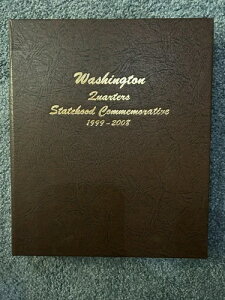 Washington
Quarters
Statehood Commemorative
1999-2008